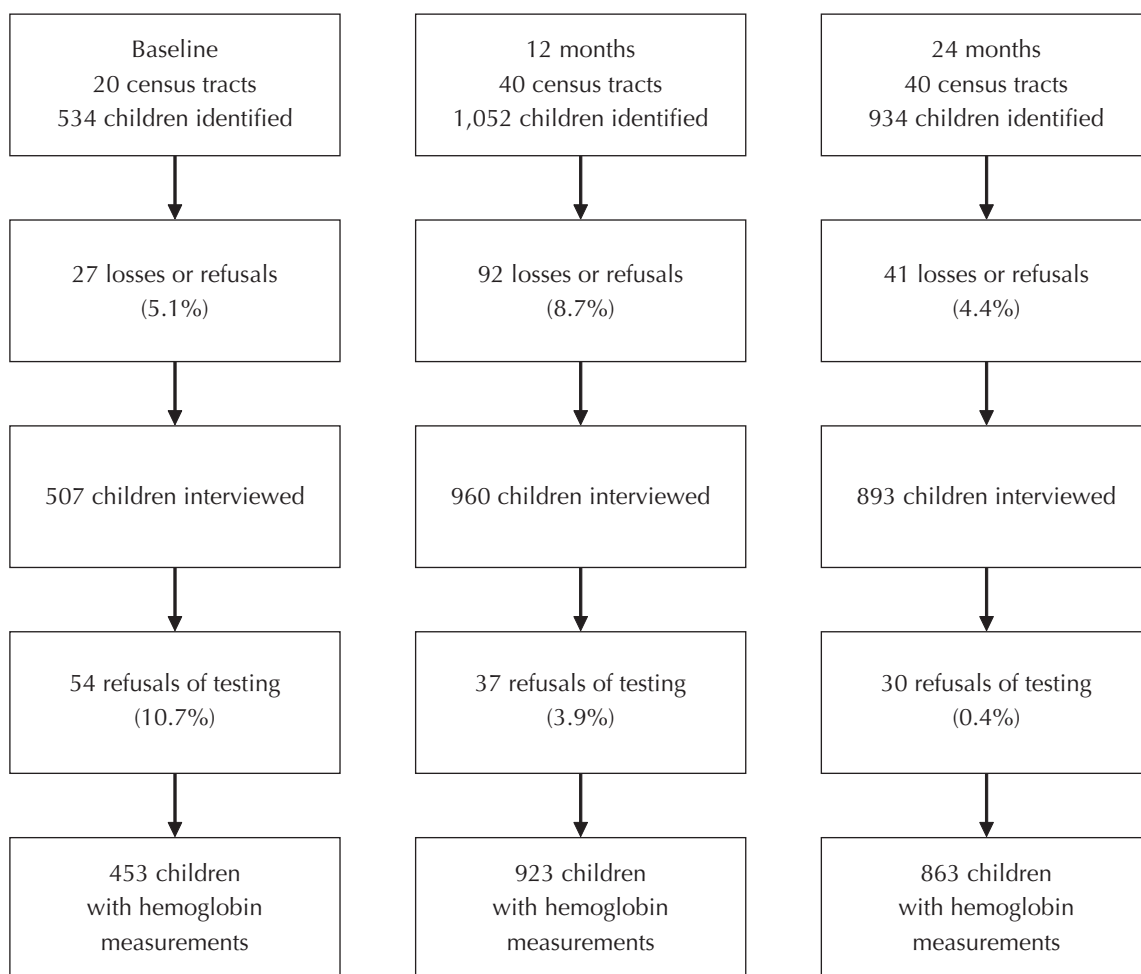 Baseline
20 census tracts
534 children identified
27 losses or refusals
(5.1%)
507 children interviewed
54 refusals of testing
(10.7%)
453 children
with hemoglobin
measurements
12 months
40 census tracts
1,052 children identified
92 losses or refusals
(8.7%)
960 children interviewed
37 refusals of testing
(3.9%)
923 children
with hemoglobin
measurements
24 months
40 census tracts
934 children identified
41 losses or refusals
(4.4%)
893 children interviewed
30 refusals of testing
(0.4%)
863 children
with hemoglobin
measurements